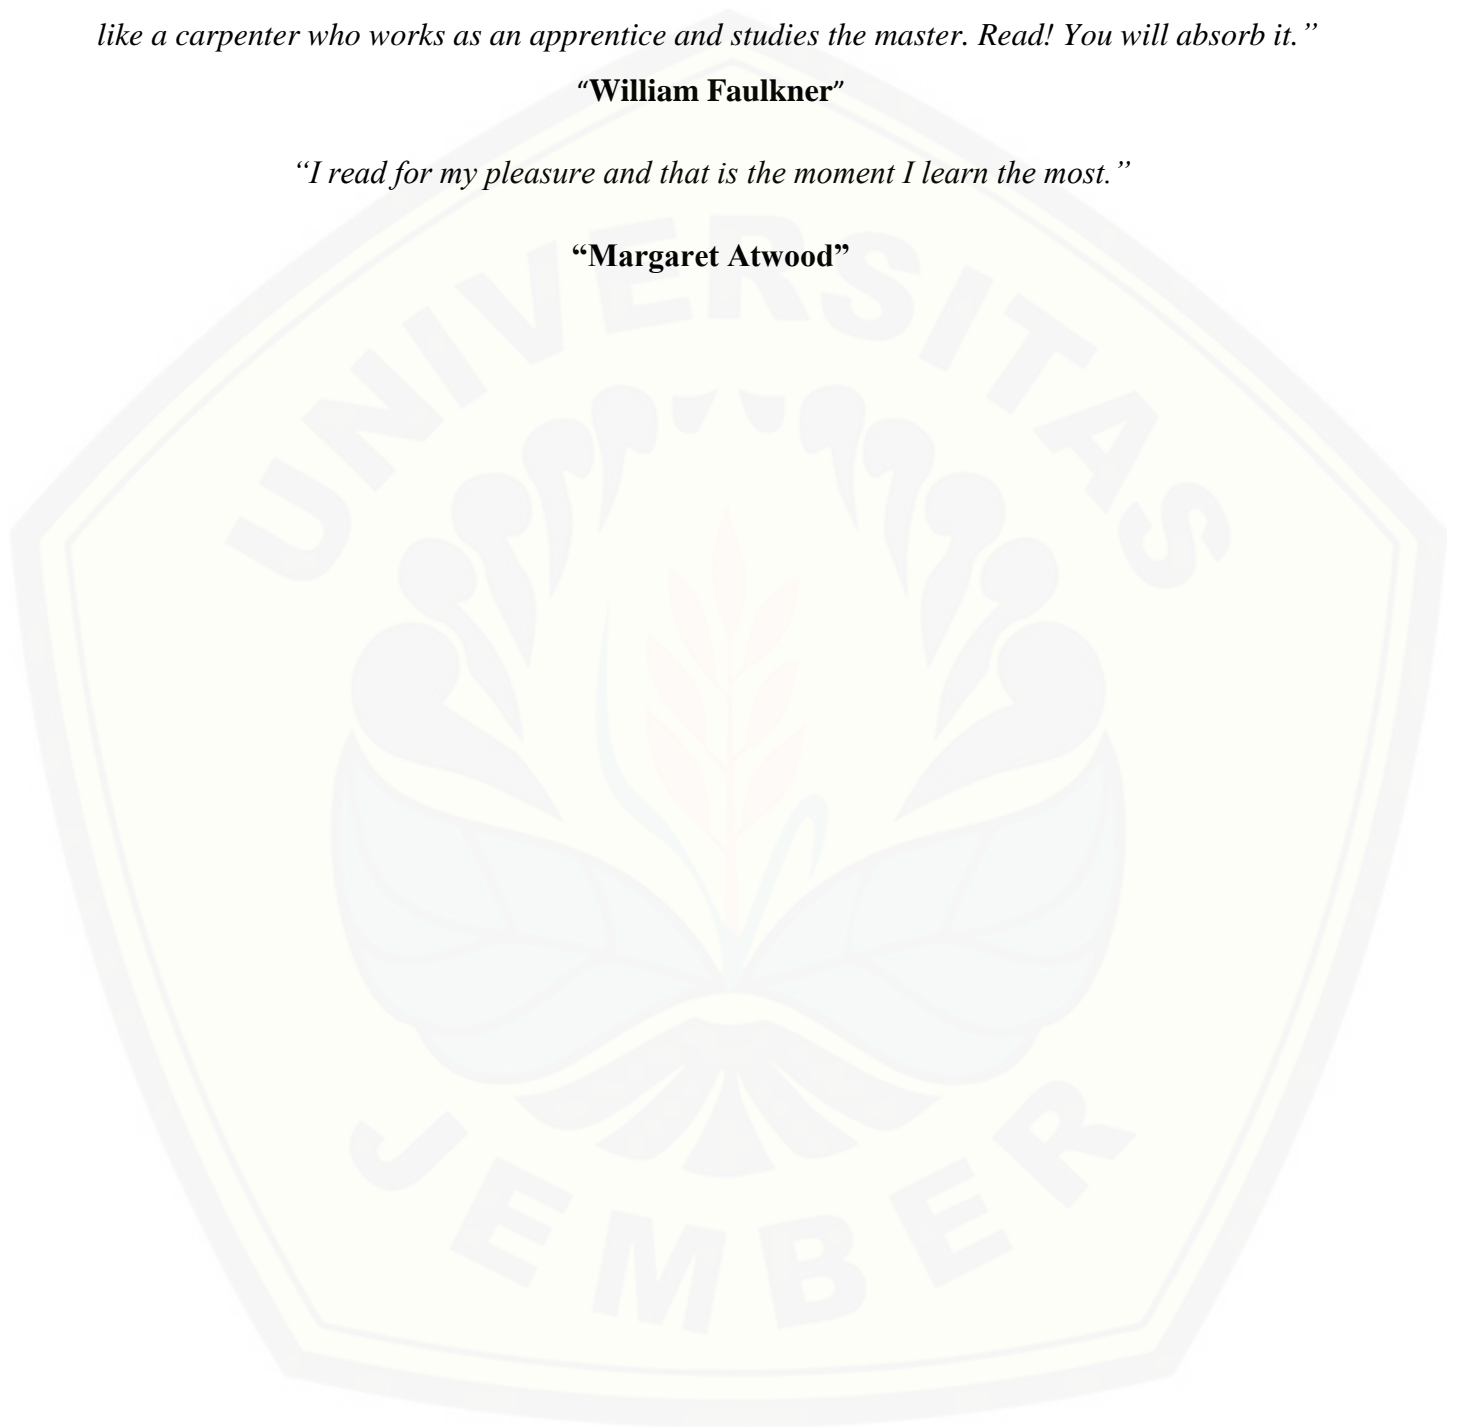 like a carpenter who works as an apprentice and studies the master. Read! You will absorb it.”
“William Faulkner”
“I read for my pleasure and that is the moment I learn the most.”
“Margaret Atwood”
UNIVERSITAS
JEMBER